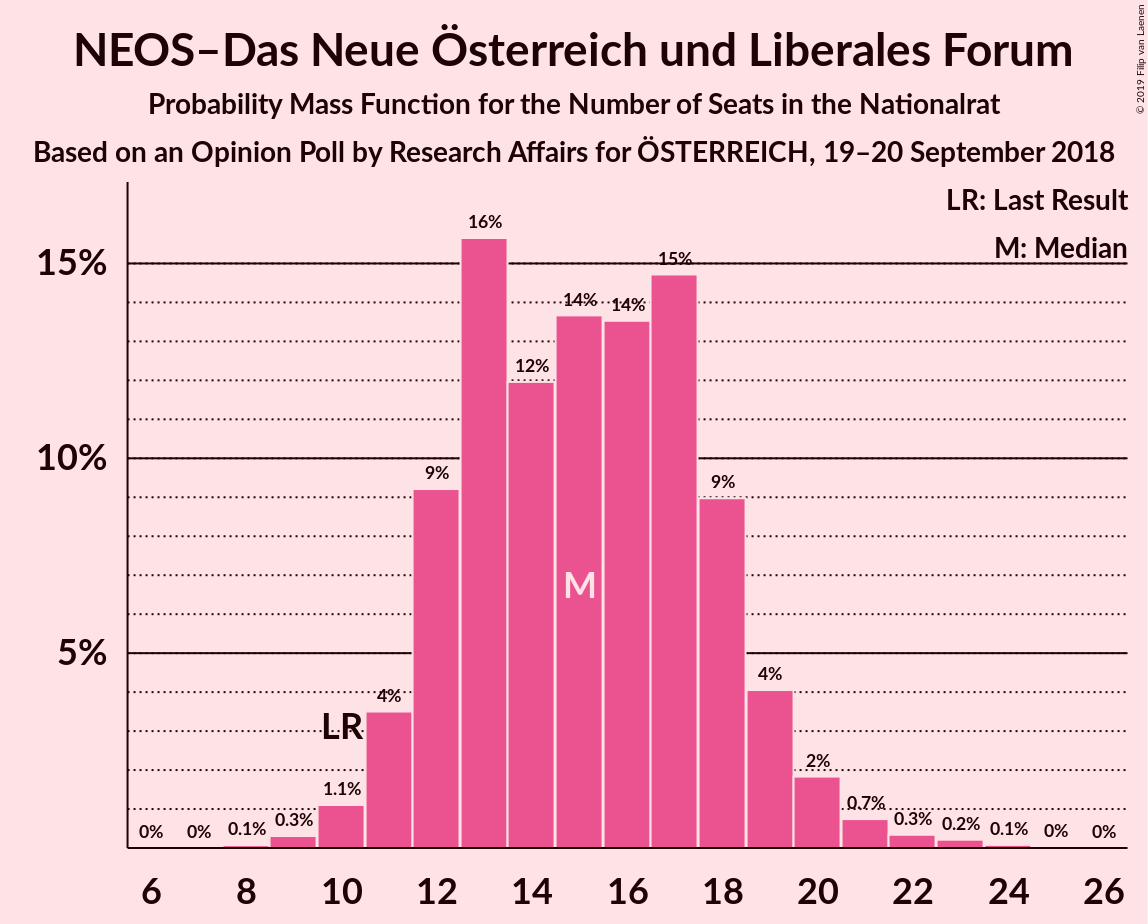 NEOS–Das Neue Österreich und Liberales Forum
Probability Mass Function for the Number of Seats in the Nationalrat
Based on an Opinion Poll by Research Affairs for ÖSTERREICH, 19–20 September 2018
© 2019 Filip van Laenen
LR: Last Result
M: Median
15%
10%
5%
0%
0%
0.1%
0.3%
1.1%
4%
9%
16%
12%
14%
14%
15%
9%
4%
2%
0.7%
0.3%
0.2%
0.1%
0%
0%
LR
M
6 8 10 12 14 16 18 20 22 24 26